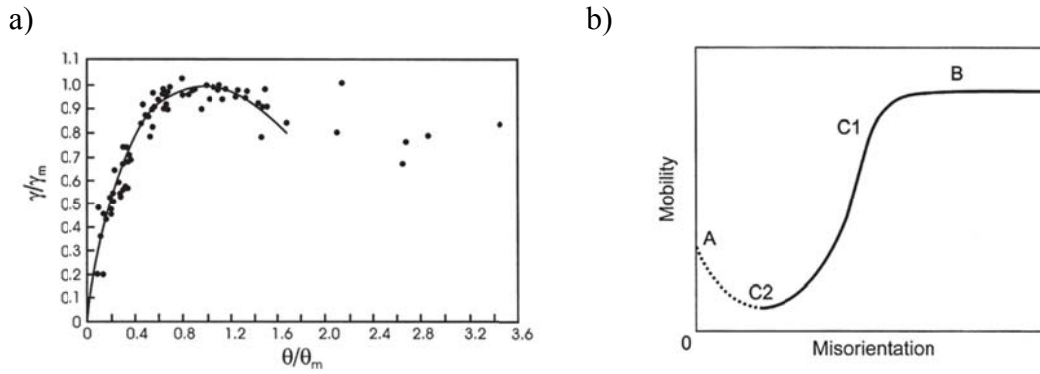 a)
b)
1.1
1.0
0.9
0.8
0.7
0.6
0.5
0.4
0.3
0.2
0.1
0
γ/γm
0 0.4 0.8 1.2 1.6 2.0 2.4 2.8 3.2 3.6
θ/θm
Mobility
A
B
C1
C2
0
Misorientation